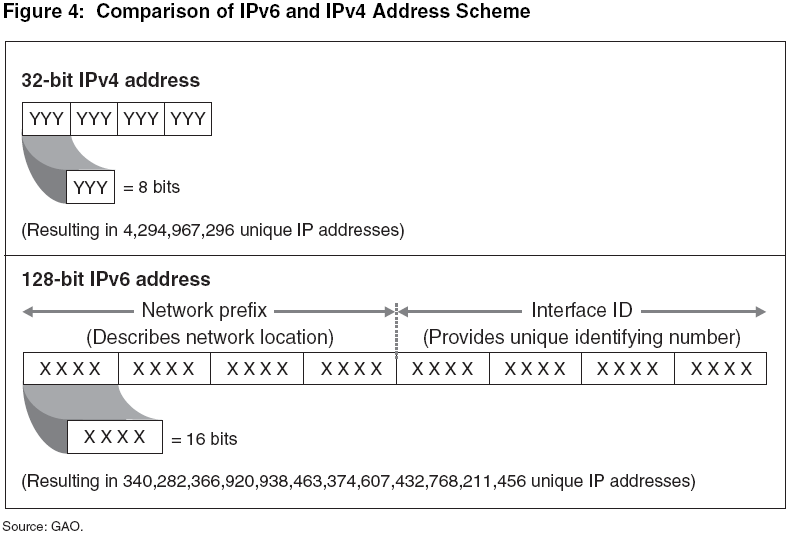 Figure 4: Comparison of IPv6 and IPv4 Address Scheme
32-bit IPv4 address
YYY YYY YYY YYY
YYY = 8 bits
(Resulting in 4,294,967,296 unique IP addresses)
128-bit IPv6 address
Network prefix Interface ID
(Describes network location) (Provides unique identifying number)
X X X X X X X X X X X X X X X X X X X X X X X X X X X X X X X X
X X X X = 16 bits
(Resulting in 340,282,366,920,938,463,374,607,432,768,211,456 unique IP addresses)
Source: GAO.